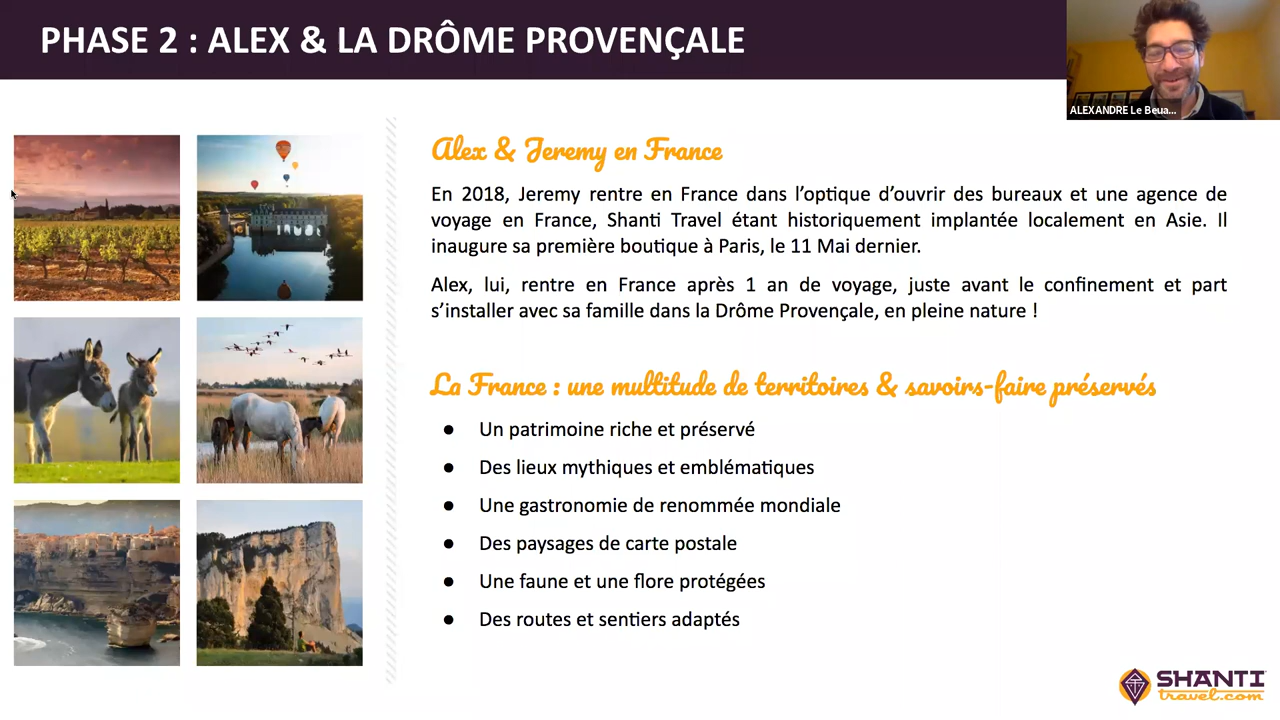 PHASE 2 : ALEX & LA DRÔME PROVENÇALE
ALEXANDRE Le Beua...
Alex & Jeremy en France
En 2018, Jeremy rentre en France dans l’optique d’ouvrir des bureaux et une agence de
voyage en France, Shanti Travel étant historiquement implantée localement en Asie. Il
inaugure sa première boutique à Paris, le 11 Mai dernier.
Alex, lui, rentre en France après 1 an de voyage, juste avant le confinement et part
s’installer avec sa famille dans la Drôme Provençale, en pleine nature !
La France : une multitude de territoires & savoirs-faire préservés
● Un patrimoine riche et préservé
● Des lieux mythiques et emblématiques
● Une gastronomie de renommée mondiale
● Des paysages de carte postale
● Une faune et une flore protégées
● Des routes et sentiers adaptés
SHANTI
travel.com